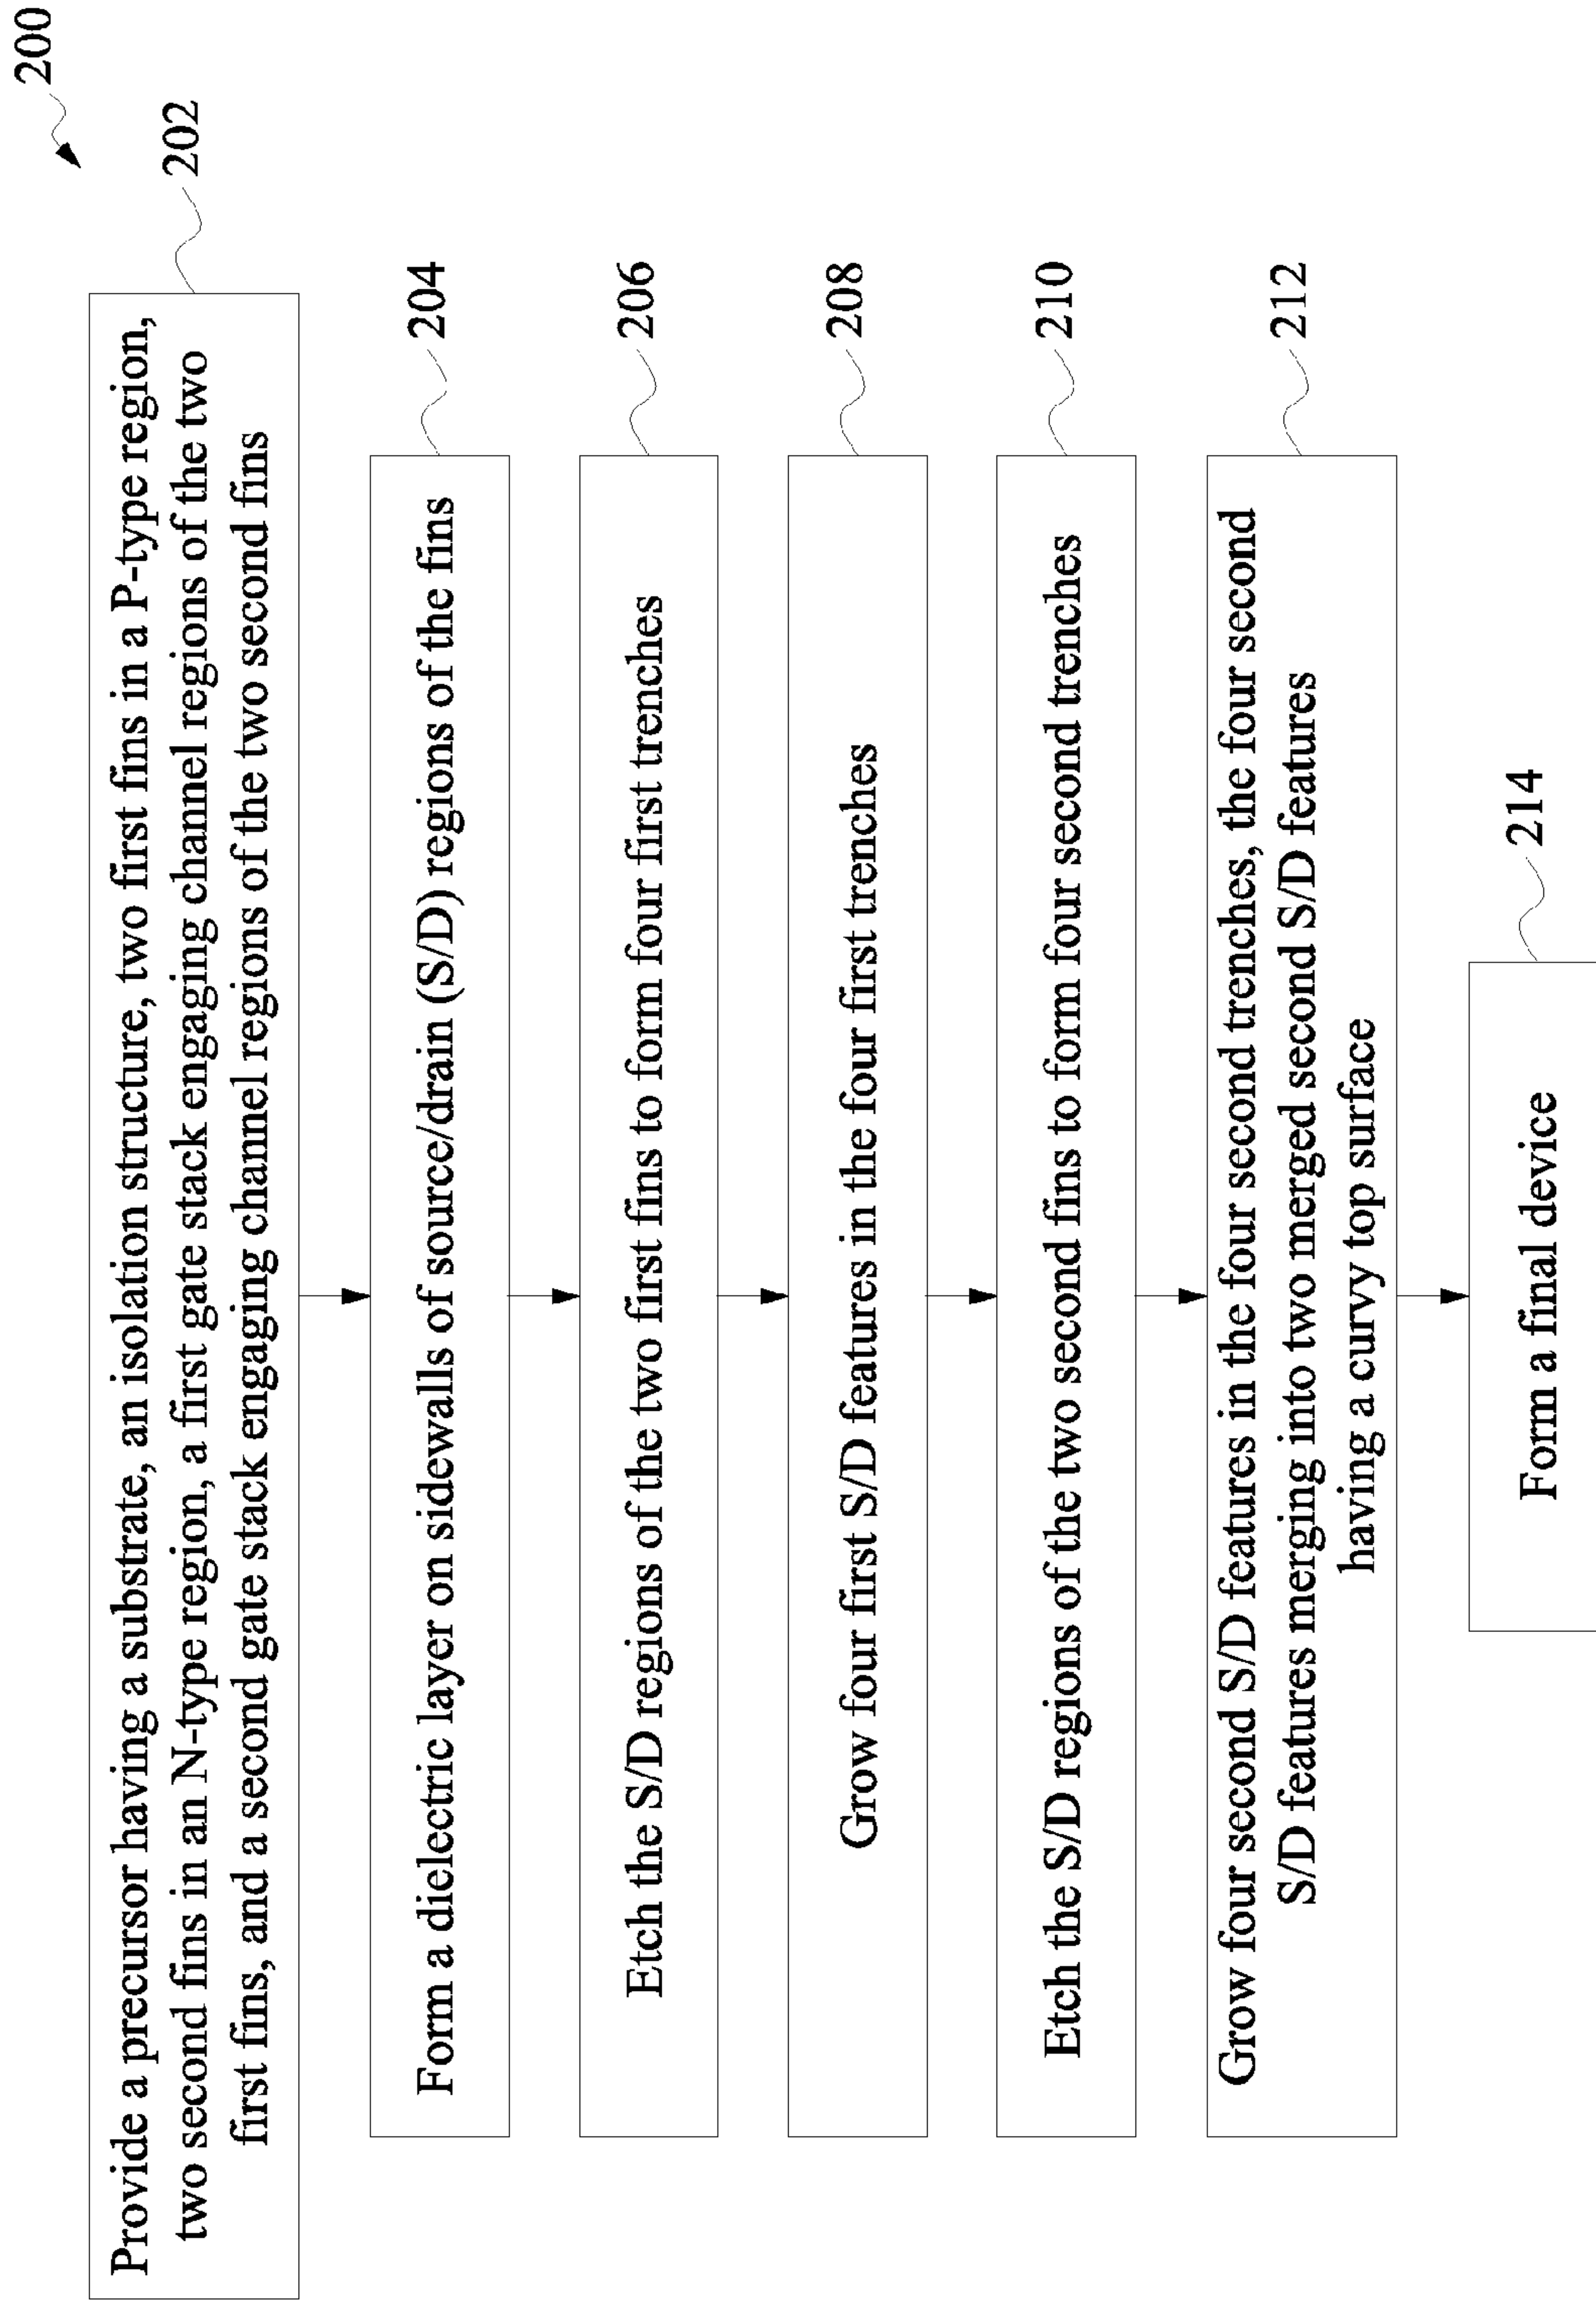 200
202
Provide a precursor having a substrate, an isolation structure, two first fins in a P-type region,
two second fins in an N-type region, a first gate stack engaging channel regions of the two
first fins, and a second gate stack engaging channel regions of the two second fins
204
Form a dielectric layer on sidewalls of source/drain (S/D) regions of the fins
206
Etch the S/D regions of the two first fins to form four first trenches
208
Grow four first S/D features in the four first trenches
210
Etch the S/D regions of the two second fins to form four second trenches
212
Grow four second S/D features in the four second trenches, the four second
S/D features merging into two merged second S/D features
having a curvy top surface
214
Form a final device